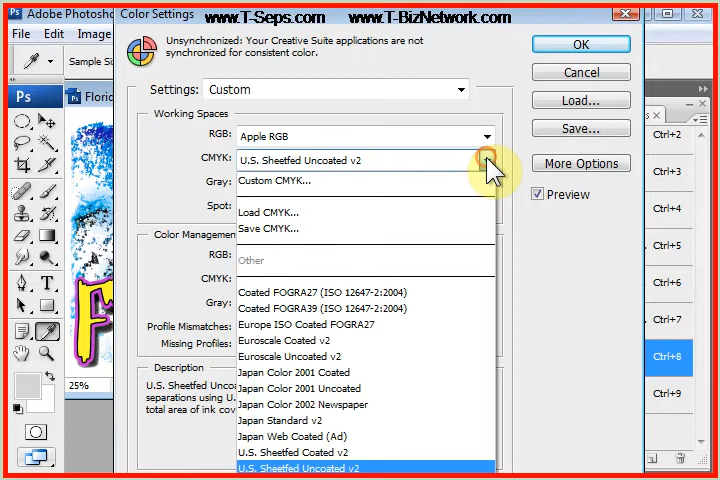 Adobe Photosho
Color Settings
www.T-Seps.com www.T-BizNetwork.com
File Edit Imag
Sample Siz
Ps
Ps Floric
Unsynchronized: Your Creative Suite applications are not
synchronized for consistent color.
Settings: Custom
Working Spaces
RGB: Apple RGB
CMYK: U.S. Sheetfed Uncoated v2
Gray:
Spot:
Custom CMYK...
Load CMYK...
Save CMYK...
Other
Coated FOGRA27 (ISO 12647-2:2004)
Coated FOGRA39 (ISO 12647-2:2004)
Europe ISO Coated FOGRA27
Euroscale Coated v2
Euroscale Uncoated v2
Japan Color 2001 Coated
Japan Color 2001 Uncoated
Japan Color 2002 Newspaper
Japan Standard v2
Japan Web Coated (Ad)
U.S. Sheetfed Coated v2
U.S. Sheetfed Uncoated v2
Color Management
RGB:
CMYK:
Gray:
Profile Mismatches:
Missing Profiles:
Description
U.S. Sheetfed Uncoa
separations using U.
total area of ink cov
OK
Cancel
Load...
Save...
More Options
Preview
Ctrl+2
Ctrl+3
Ctrl+4
Ctrl+5
Ctrl+6
Ctrl+7
Ctrl+8
Ctrl+9
25%
F